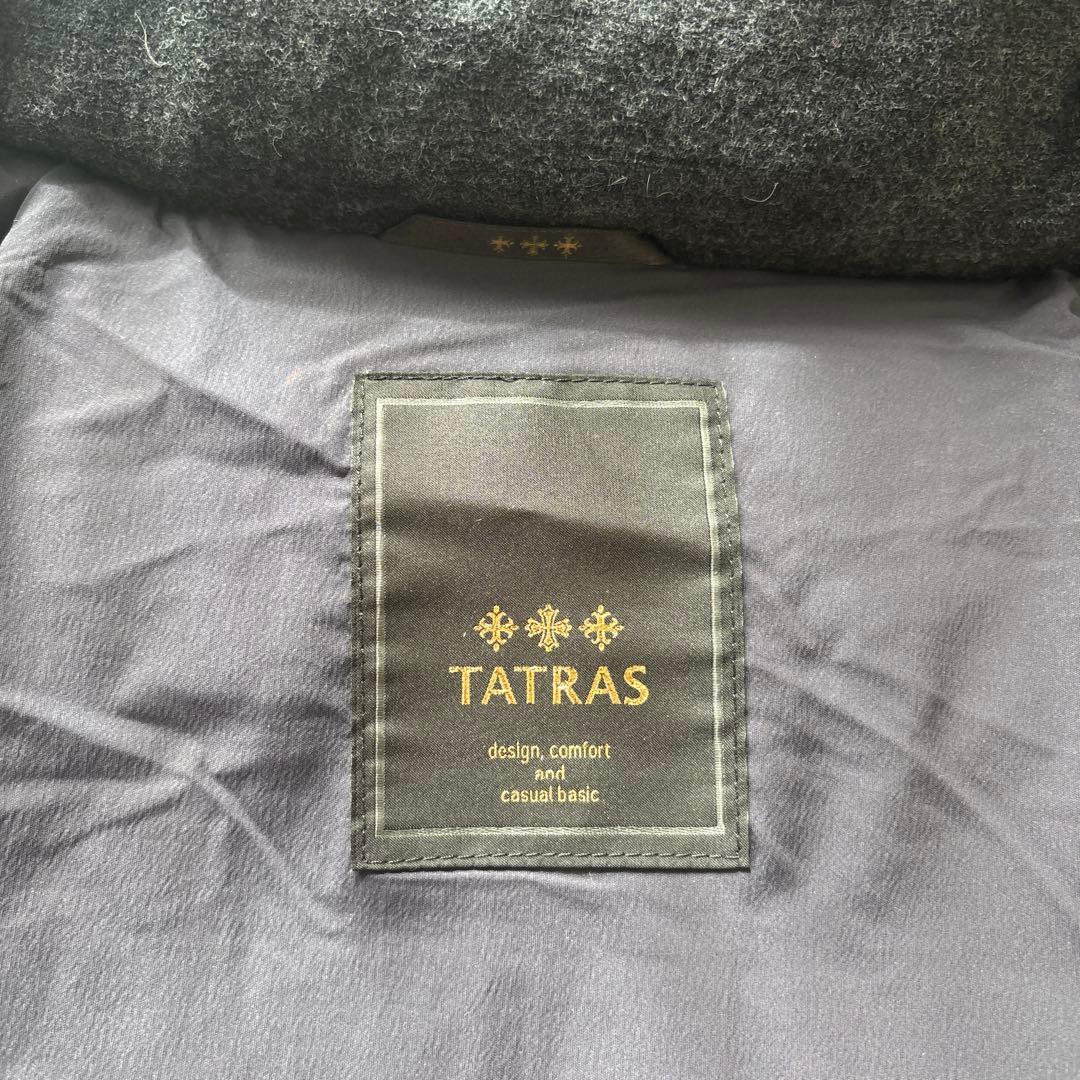 TATRAS
design, comfort
and
casual basic